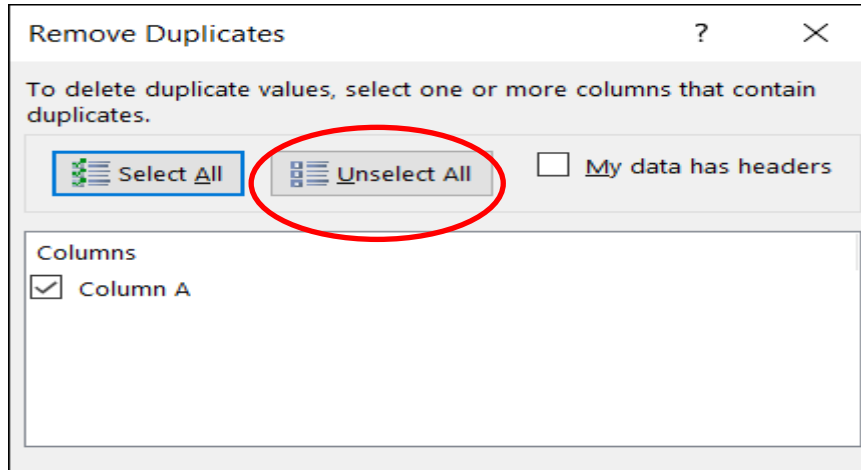 Remove Duplicates ?
To delete duplicate values, select one or more columns that contain
duplicates.
Select All Unselect All My data has headers
Columns
Column A